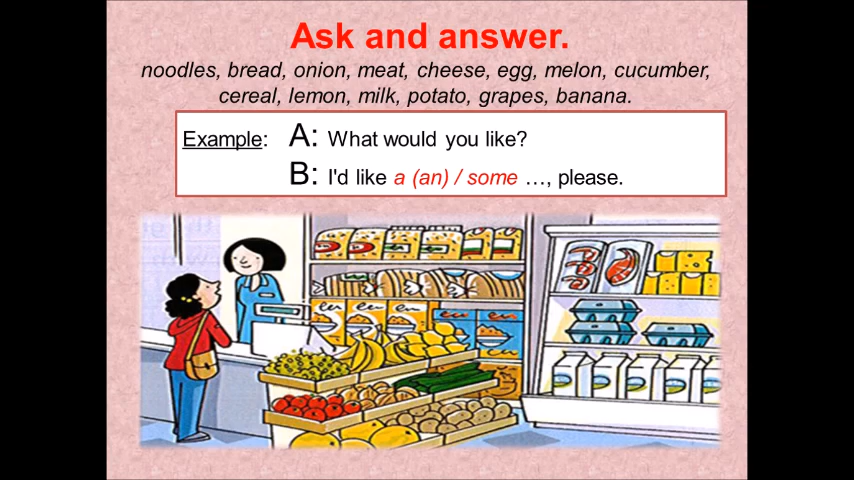 Ask and answer.
noodles, bread, onion, meat, cheese, egg, melon, cucumber,
cereal, lemon, milk, potato, grapes, banana.
Example: A: What would you like?
B: I'd like a (an) / some …, please.